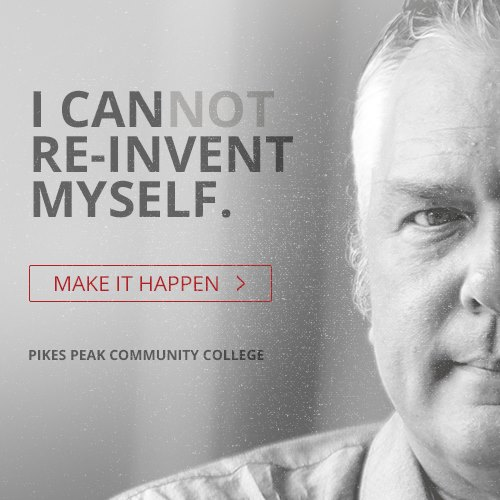 I CANNOT
RE-INVENT
MYSELF.
MAKE IT HAPPEN >
PIKES PEAK COMMUNITY COLLEGE